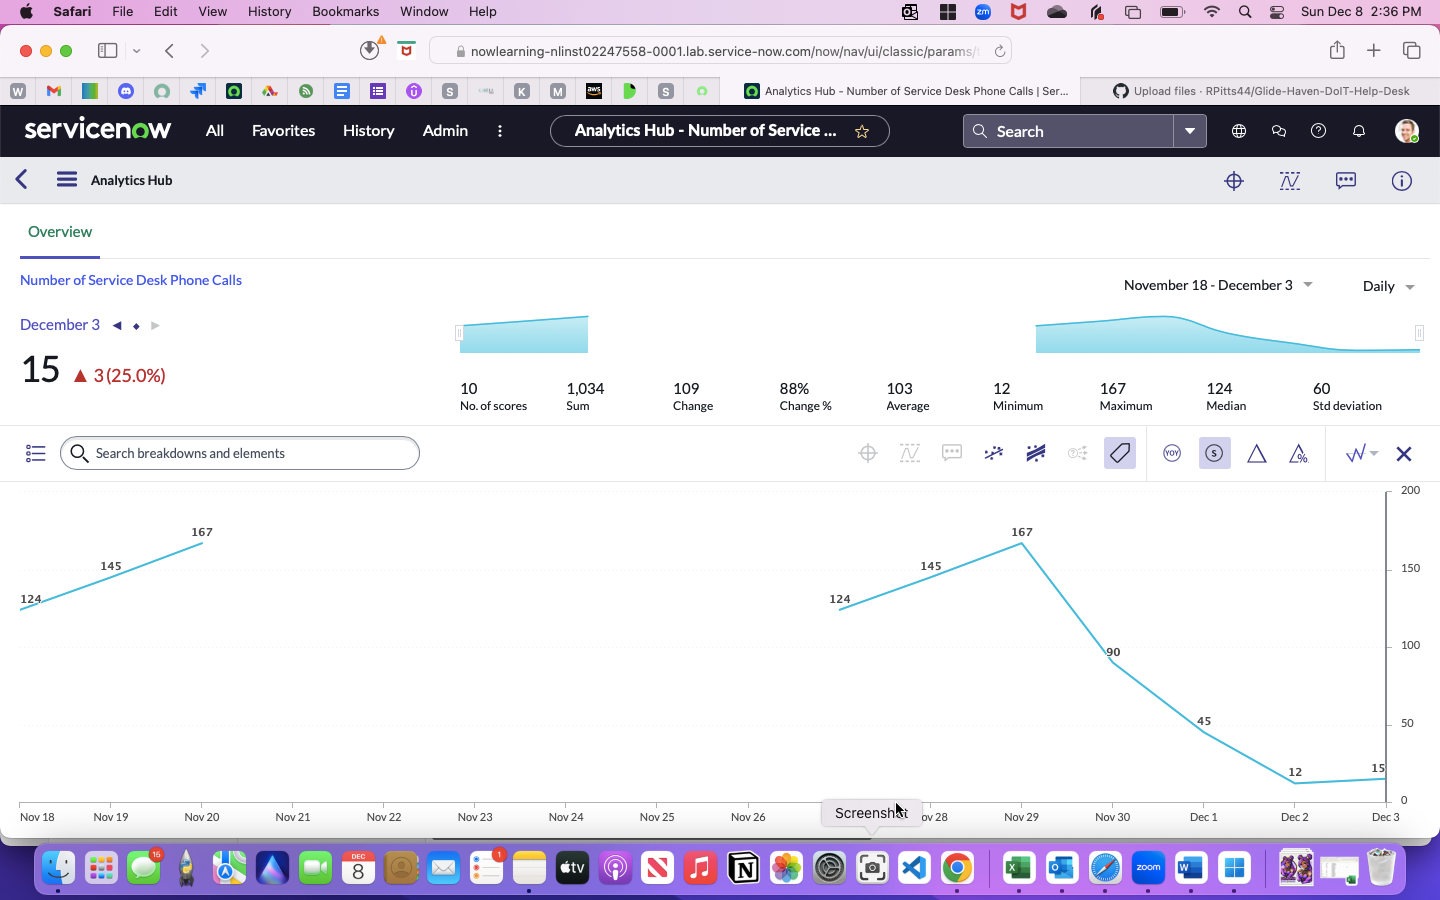 Safari File Edit View History Bookmarks Window Help zm Sun Dec 8 2:36 PM
nowlearning-nlinst02247558-0001.lab.service-now.com/now/nav/ui/classic/params/
W S K M aws S Analytics Hub - Number of Service Desk Phone Calls | Ser... Upload files · RPitts44/Glide-Haven-DoIT-Help-Desk
servicenow All Favorites History Admin Analytics Hub - Number of Service ... Search
Analytics Hub
Overview
Number of Service Desk Phone Calls
November 18 - December 3 Daily
December 3
15 ▲ 3 (25.0%)
10 1,034 109 88% 103 12 167 124 60
No. of scores Sum Change Change % Average Minimum Maximum Median Std deviation
Search breakdowns and elements YOY S %
200
167 167
145 145
150
124 124
100
90
50
45
12 15
0
Nov 18 Nov 19 Nov 20 Nov 21 Nov 22 Nov 23 Nov 24 Nov 25 Nov 26 ov 28 Nov 29 Nov 30 Dec 1 Dec 2 Dec 3
Screenshot
15 DEC 8 1 tv zoom